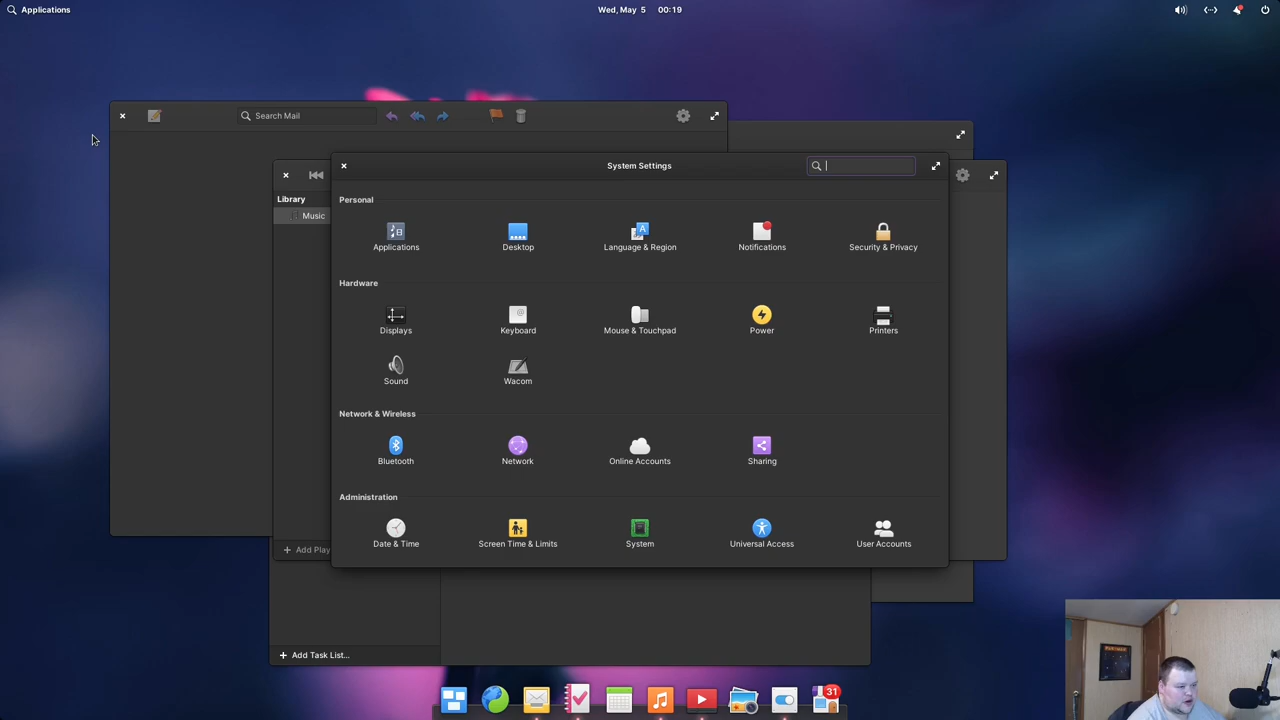 Applications
Wed, May 5 00:19
Search Mail
System Settings
Library
Music
Personal
Applications
Desktop
Language & Region
Notifications
Security & Privacy
Hardware
Displays
Keyboard
Mouse & Touchpad
Power
Printers
Sound
Wacom
Network & Wireless
Bluetooth
Network
Online Accounts
Sharing
Administration
Date & Time
Screen Time & Limits
System
Universal Access
User Accounts
+ Add Play
+ Add Task List...
31